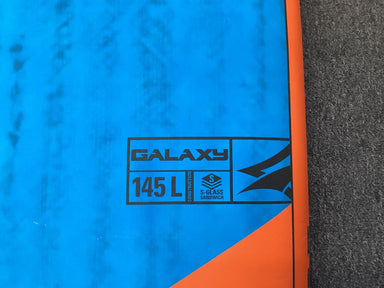 GALAXY
145 L
S
S-GLASS
SANDWICH